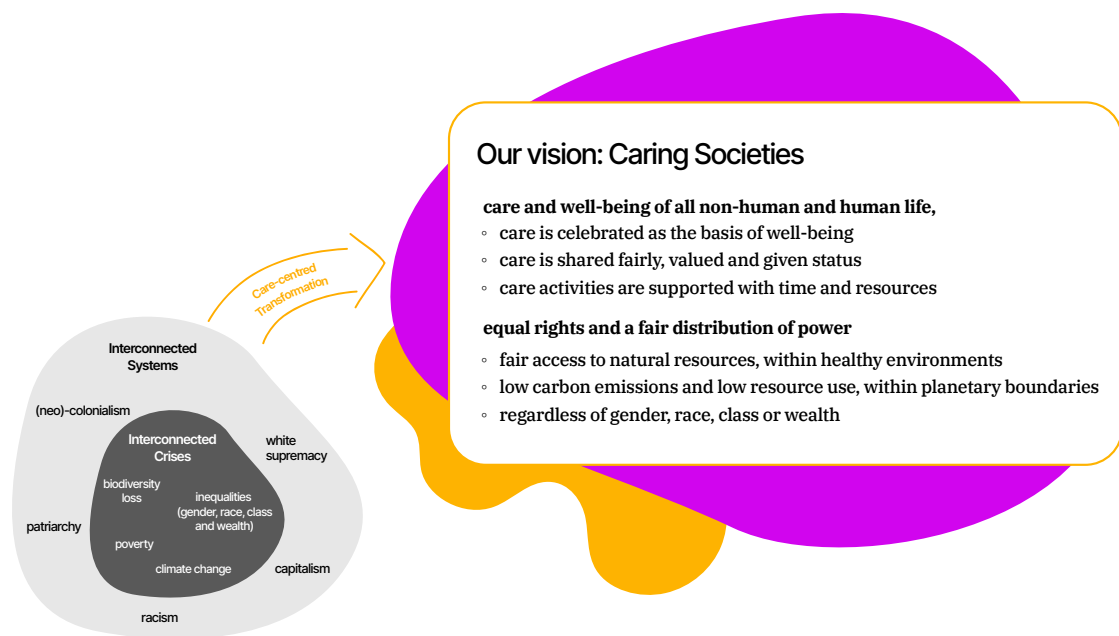 Our vision: Caring Societies
care and well-being of all non-human and human life,
◦ care is celebrated as the basis of well-being
◦ care is shared fairly, valued and given status
◦ care activities are supported with time and resources
equal rights and a fair distribution of power
◦ fair access to natural resources, within healthy environments
◦ low carbon emissions and low resource use, within planetary boundaries
◦ regardless of gender, race, class or wealth
Care-centred
Transformation
Interconnected
Systems
(neo)-colonialism
white
supremacy
patriarchy
capitalism
racism
Interconnected
Crises
biodiversity
loss
inequalities
(gender, race, class
and wealth)
poverty
climate change